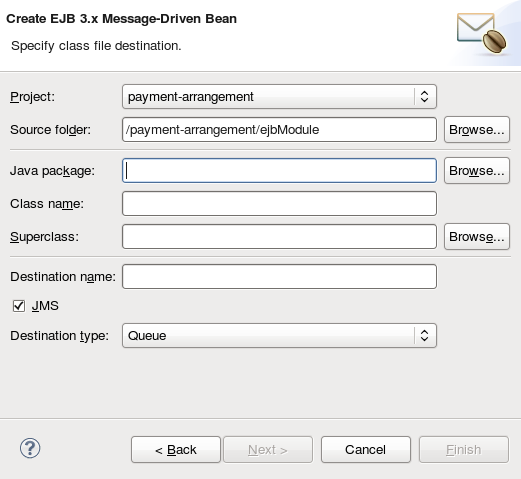 Create EJB 3.x Message-Driven Bean
Specify class file destination.
Project: payment-arrangement
Source folder: /payment-arrangement/ejbModule Browse...
Java package: Browse...
Class name:
Superclass: Browse...
Destination name:
JMS
Destination type: Queue
? < Back Next > Cancel Finish